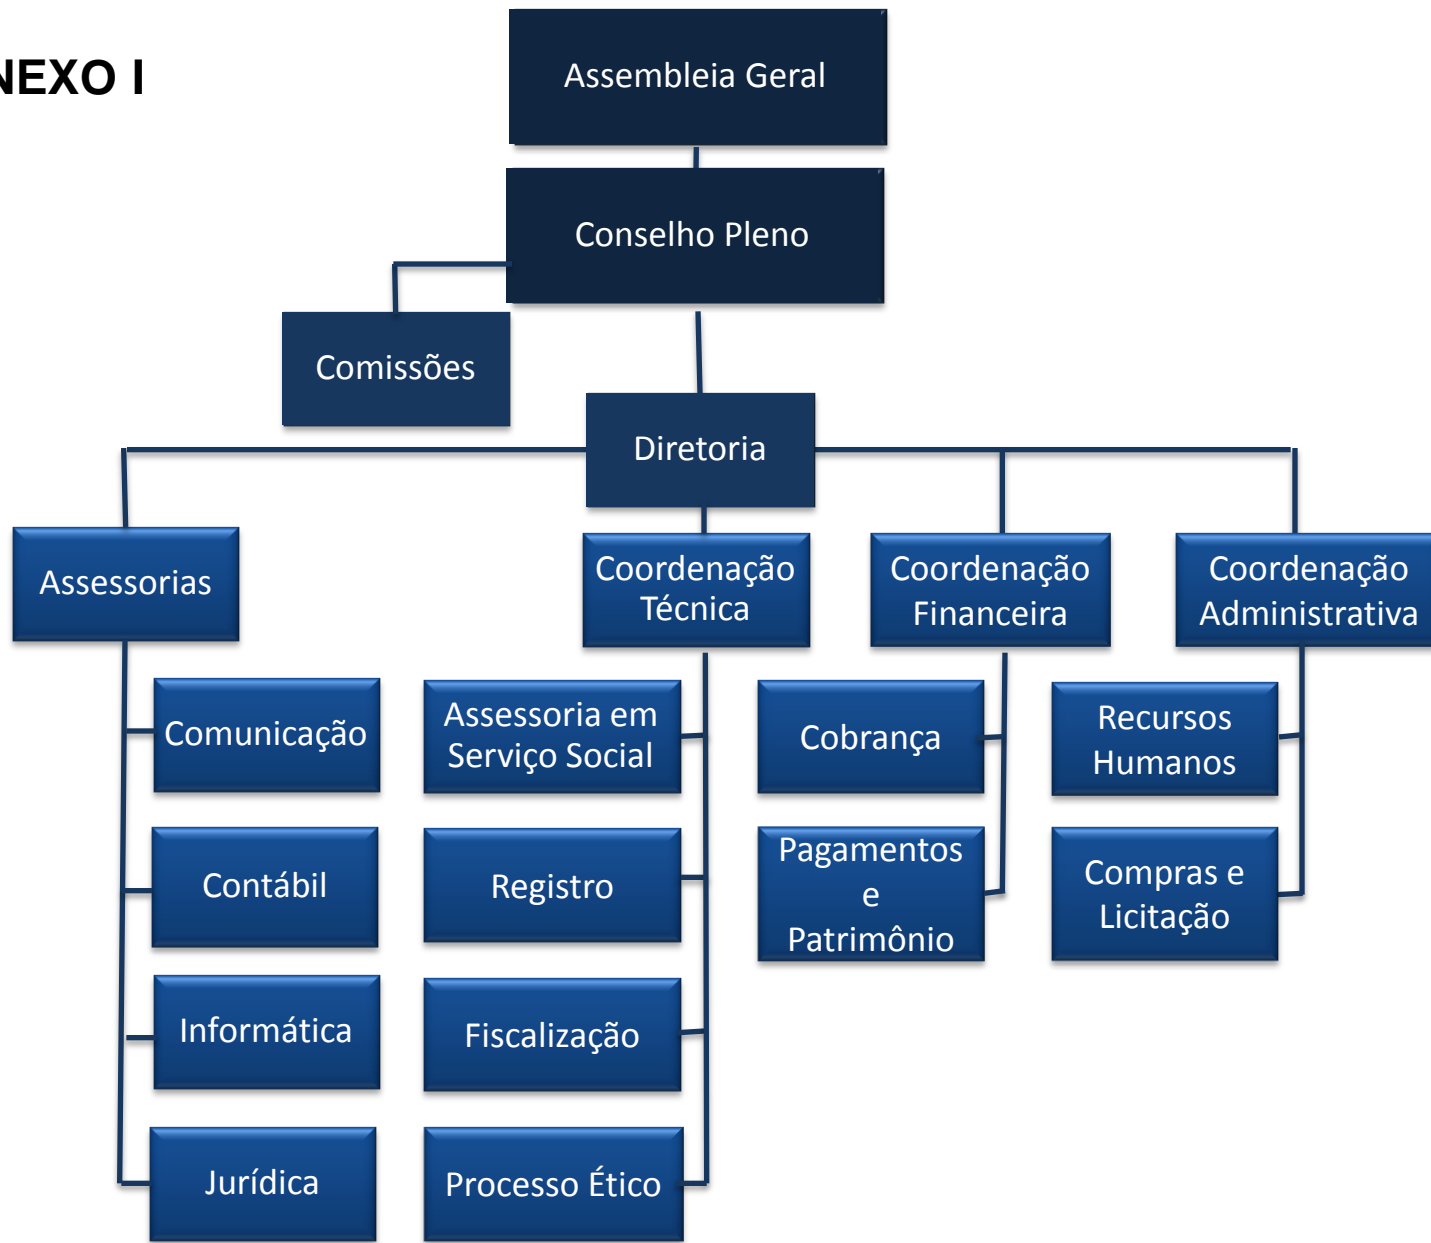 NEXO I
Assembleia Geral
Conselho Pleno
Comissões
Diretoria
Assessorias
Coordenação
Técnica
Coordenação
Financeira
Coordenação
Administrativa
Comunicação
Assessoria em
Serviço Social
Cobrança
Recursos
Humanos
Contábil
Registro
Pagamentos
e
Patrimônio
Compras e
Licitação
Informática
Fiscalização
Jurídica
Processo Ético